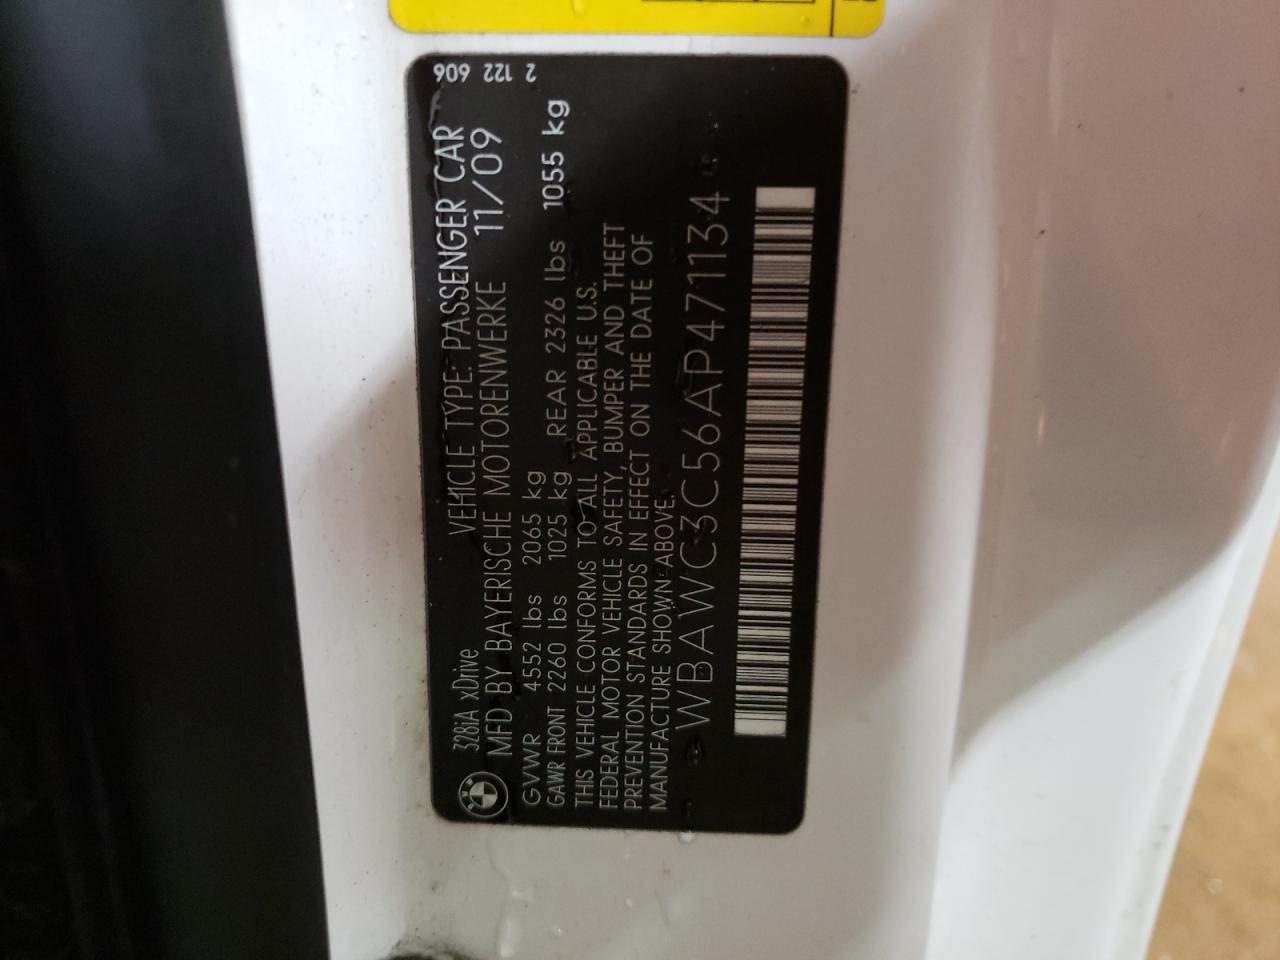 2 122 606
328iA xDrive VEHICLE TYPE: PASSENGER CAR
MFD BY BAYERISCHE MOTORENWERKE 11/09
GVWR 4552 lbs 2065 kg
GAWR FRONT 2260 lbs 1025 kg REAR 2326 lbs 1055 kg
THIS VEHICLE CONFORMS TO ALL APPLICABLE U.S.
FEDERAL MOTOR VEHICLE SAFETY, BUMPER AND THEFT
PREVENTION STANDARDS IN EFFECT ON THE DATE OF
MANUFACTURE SHOWN ABOVE.
WBAWC3C56AP471134